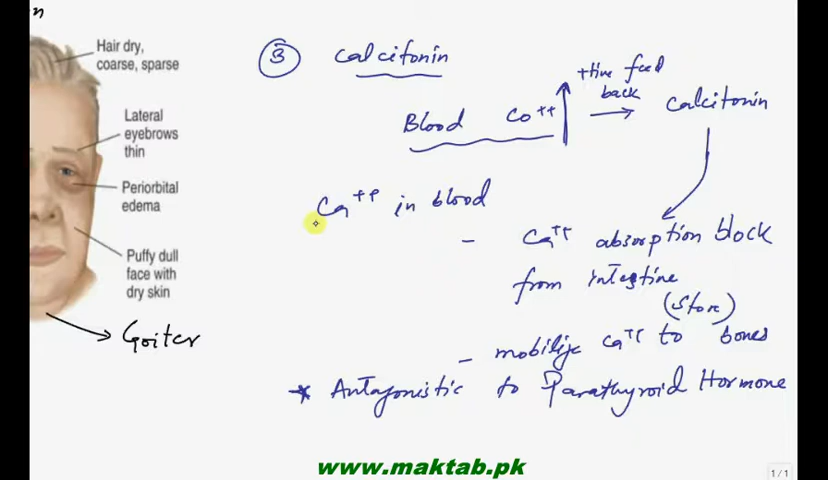 n
Hair dry,
coarse, sparse
Lateral
eyebrows
thin
Periorbital
edema
Puffy dull
face with
dry skin
Goiter
3 Calcitonin
+tive feed
back
Blood Co++ → Calcitonin
Ca++ in blood
- Ca++ absorption block
from intestine
(store)
- mobilize Ca++ to bones
* Antagonistic to Parathyroid Hormone
www.maktab.pk
1/1